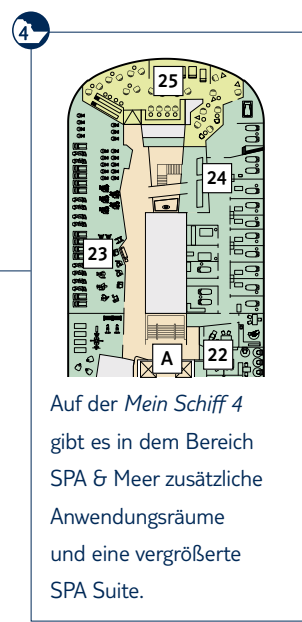 4
25
24
23
A
22
Auf der Mein Schiff 4
gibt es in dem Bereich
SPA & Meer zusätzliche
Anwendungsräume
und eine vergrößerte
SPA Suite.